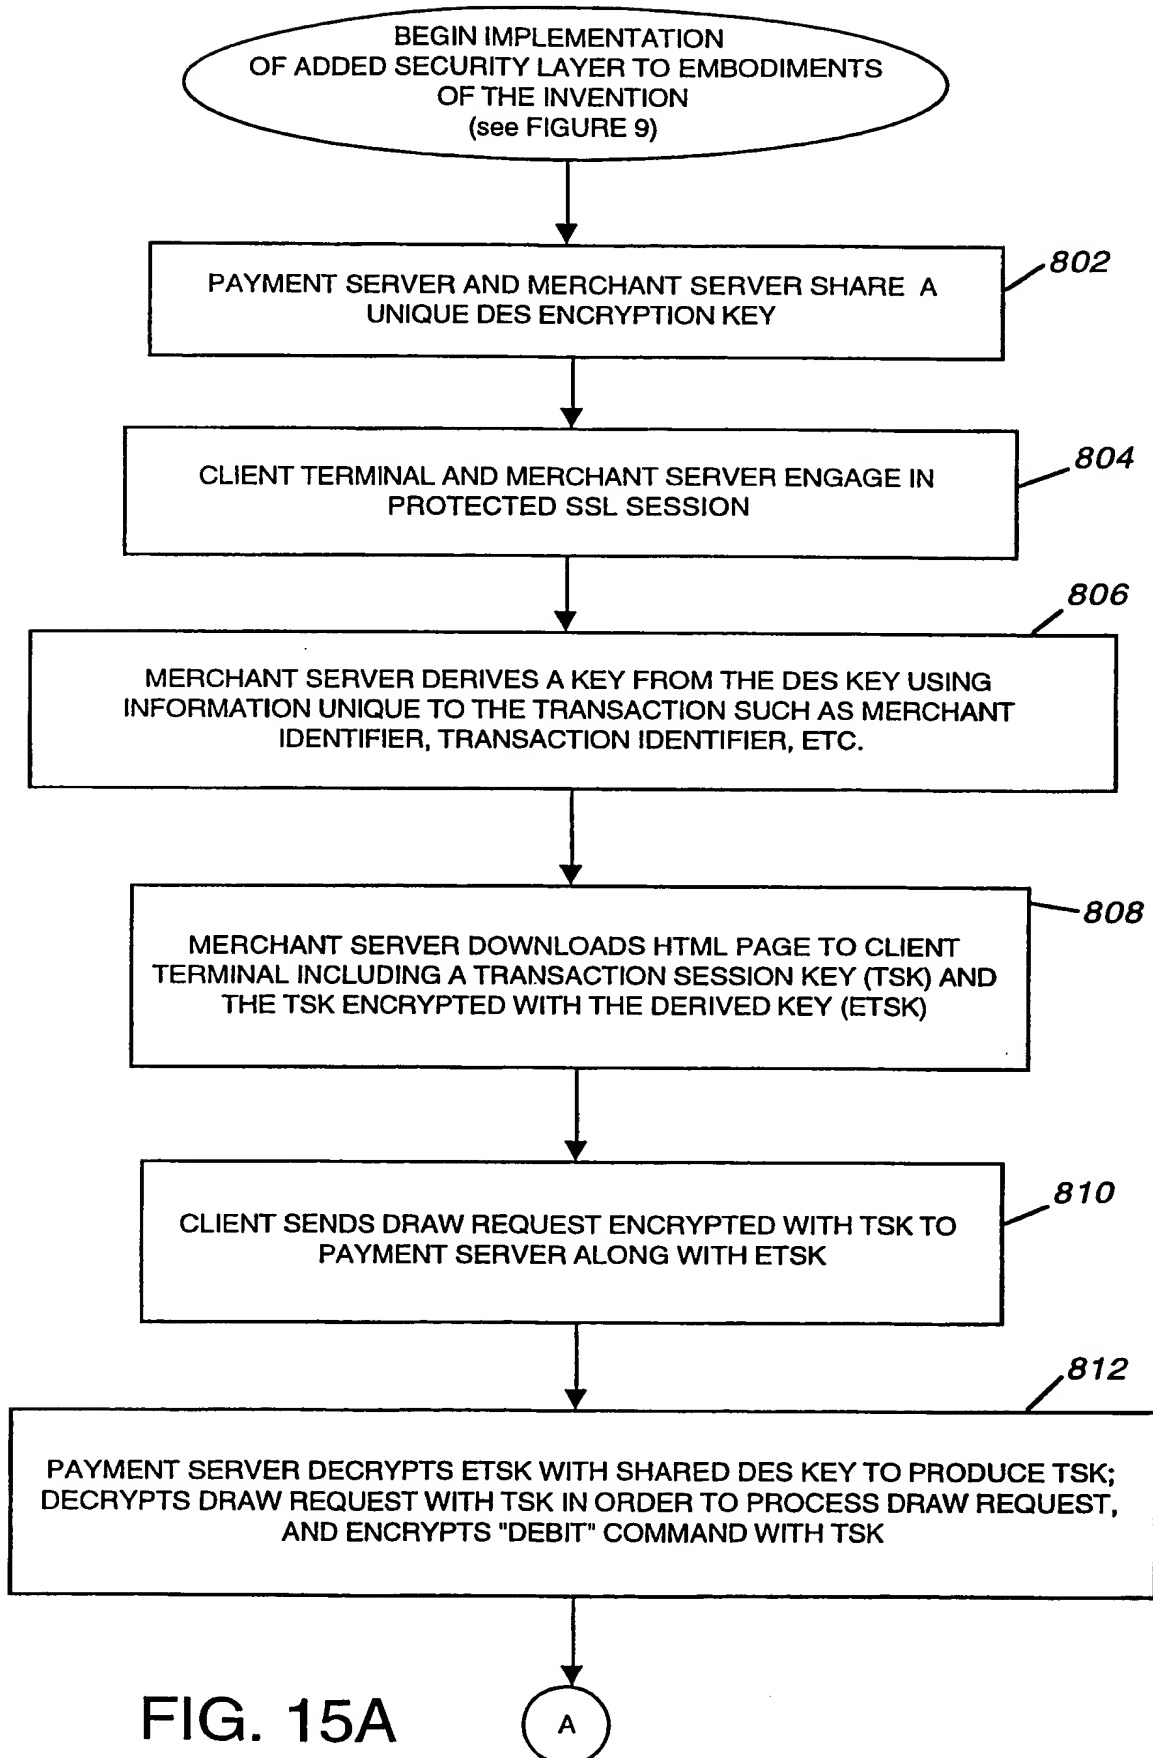 BEGIN IMPLEMENTATION
OF ADDED SECURITY LAYER TO EMBODIMENTS
OF THE INVENTION
(see FIGURE 9)
802
PAYMENT SERVER AND MERCHANT SERVER SHARE A
UNIQUE DES ENCRYPTION KEY
804
CLIENT TERMINAL AND MERCHANT SERVER ENGAGE IN
PROTECTED SSL SESSION
806
MERCHANT SERVER DERIVES A KEY FROM THE DES KEY USING
INFORMATION UNIQUE TO THE TRANSACTION SUCH AS MERCHANT
IDENTIFIER, TRANSACTION IDENTIFIER, ETC.
808
MERCHANT SERVER DOWNLOADS HTML PAGE TO CLIENT
TERMINAL INCLUDING A TRANSACTION SESSION KEY (TSK) AND
THE TSK ENCRYPTED WITH THE DERIVED KEY (ETSK)
810
CLIENT SENDS DRAW REQUEST ENCRYPTED WITH TSK TO
PAYMENT SERVER ALONG WITH ETSK
812
PAYMENT SERVER DECRYPTS ETSK WITH SHARED DES KEY TO PRODUCE TSK;
DECRYPTS DRAW REQUEST WITH TSK IN ORDER TO PROCESS DRAW REQUEST,
AND ENCRYPTS "DEBIT" COMMAND WITH TSK
A
FIG. 15A